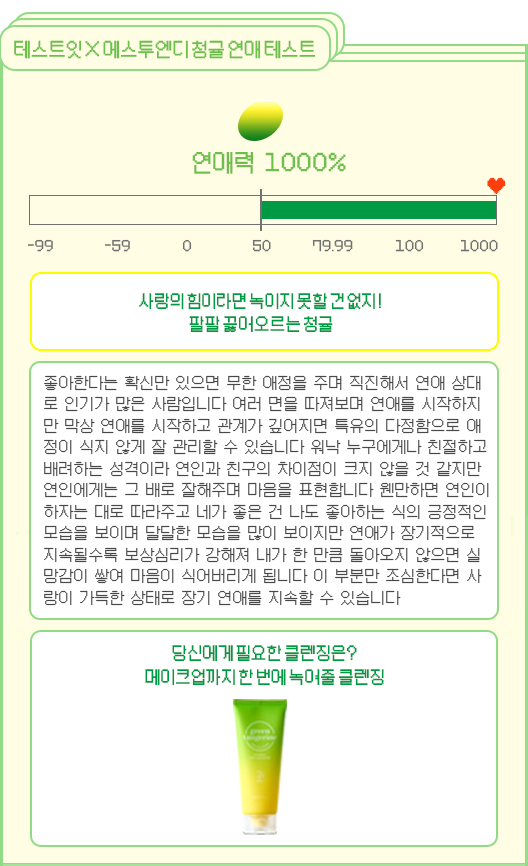 테스트잇 X 메스투엔디 청귤 연애 테스트
연애력 1000%
-99 -59 0 50 79.99 100 1000
사랑의 힘이라면 녹이지 못할 건 없지!
팔팔 끓어오르는 청귤
좋아한다는 확신만 있으면 무한 애정을 주며 직진해서 연애 상대
로 인기가 많은 사람입니다 여러 면을 따져보며 연애를 시작하지
만 막상 연애를 시작하고 관계가 깊어지면 특유의 다정함으로 애
정이 식지 않게 잘 관리할 수 있습니다 워낙 누구에게나 친절하고
배려하는 성격이라 연인과 친구의 차이점이 크지 않을 것 같지만
연인에게는 그 배로 잘해주며 마음을 표현합니다 웬만하면 연인이
하자는 대로 따라주고 네가 좋은 건 나도 좋아하는 식의 긍정적인
모습을 보이며 달달한 모습을 많이 보이지만 연애가 장기적으로
지속될수록 보상심리가 강해져 내가 한 만큼 돌아오지 않으면 실
망감이 쌓여 마음이 식어버리게 됩니다 이 부분만 조심한다면 사
랑이 가득한 상태로 장기 연애를 지속할 수 있습니다
당신에게 필요한 클렌징은?
메이크업까지 한 번에 녹여줄 클렌징
green
tangerine